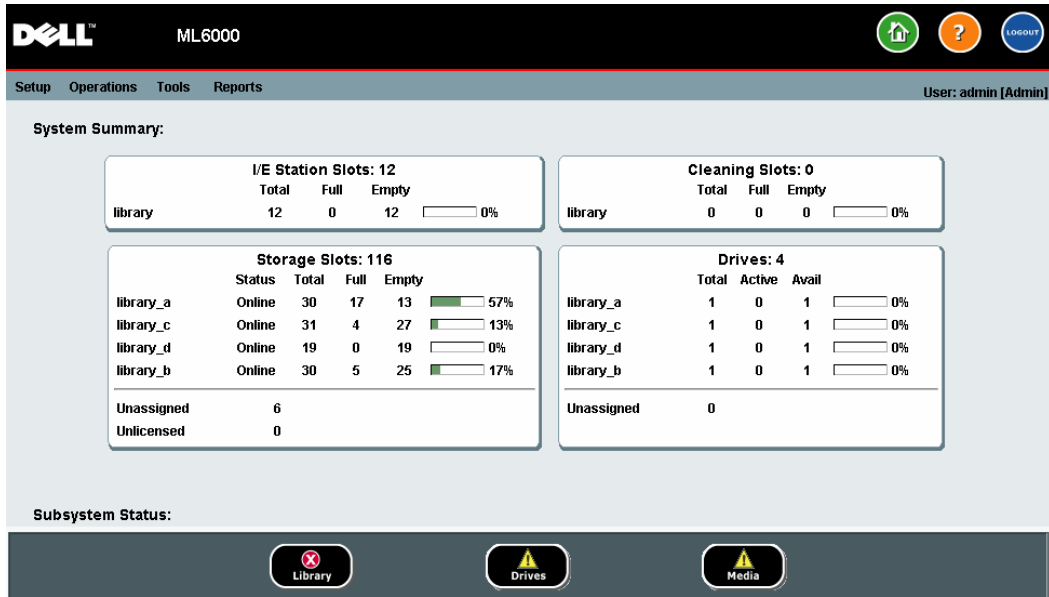 DELL™ ML6000 LOGOUT
Setup Operations Tools Reports User: admin [Admin]
System Summary:
I/E Station Slots: 12
Total Full Empty
library 12 0 12 0%
Cleaning Slots: 0
Total Full Empty
library 0 0 0 0%
Storage Slots: 116
Status Total Full Empty
library_a Online 30 17 13 57%
library_c Online 31 4 27 13%
library_d Online 19 0 19 0%
library_b Online 30 5 25 17%
Unassigned 6
Unlicensed 0
Drives: 4
Total Active Avail
library_a 1 0 1 0%
library_c 1 0 1 0%
library_d 1 0 1 0%
library_b 1 0 1 0%
Unassigned 0
Subsystem Status:
Library Drives Media